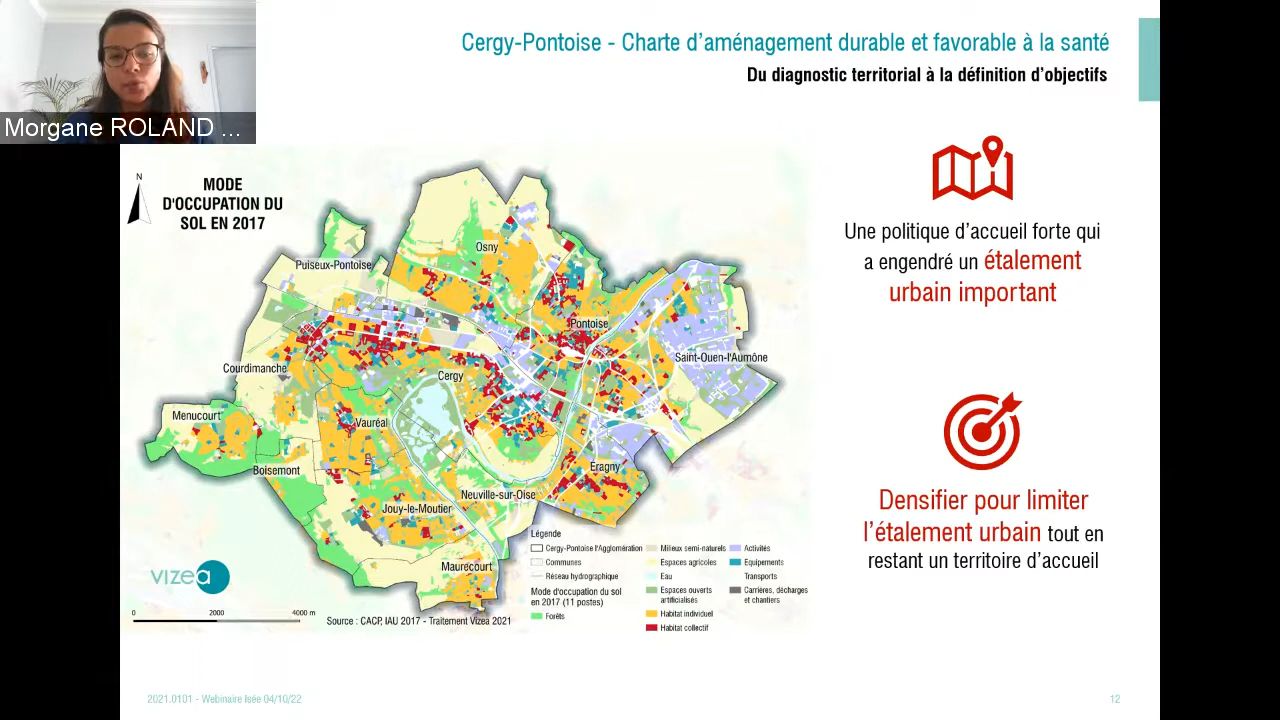 Morgane ROLAND ...
Cergy-Pontoise - Charte d'aménagement durable et favorable à la santé
Du diagnostic territorial à la définition d'objectifs
N
MODE
D'OCCUPATION DU
SOL EN 2017
Osny
Puiseux-Pontoise
Pontoise
Saint-Ouen-l'Aumône
Courdimanche
Cergy
Menucourt
Vauréal
Boisemont
Eragny
Neuville-sur-Oise
Jouy-le-Moutier
Maurecourt
vizea
0 2000 4000 m
Source : CACP, IAU 2017 - Traitement Vizea 2021
Légende
Cergy-Pontoise l'Agglomération
Communes
Réseau hydrographique
Mode d'occupation du sol
en 2017 (11 postes)
Forêts
Milieux semi-naturels
Espaces agricoles
Eau
Espaces ouverts
artificialisés
Habitat individuel
Habitat collectif
Activités
Equipements
Transports
Carrières, décharges
et chantiers
Une politique d'accueil forte qui
a engendré un étalement
urbain important
Densifier pour limiter
l'étalement urbain tout en
restant un territoire d'accueil
2021.0101 - Webinaire Isée 04/10/22
12